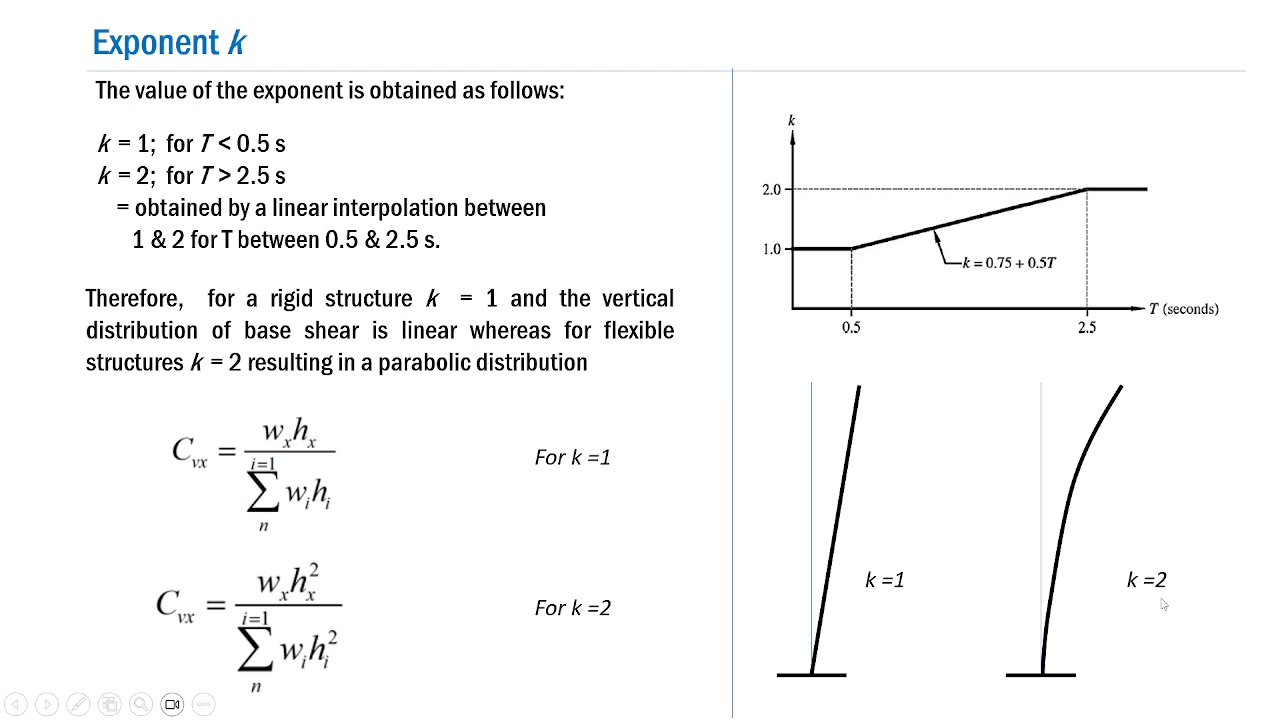 Exponent k
The value of the exponent is obtained as follows:
k = 1; for T < 0.5 s
k = 2; for T > 2.5 s
= obtained by a linear interpolation between
1 & 2 for T between 0.5 & 2.5 s.
Therefore, for a rigid structure k = 1 and the vertical
distribution of base shear is linear whereas for flexible
structures k = 2 resulting in a parabolic distribution
C_vx = w_x h_x / ∑_n^{i=1} w_i h_i
For k =1
C_vx = w_x h_x^2 / ∑_n^{i=1} w_i h_i^2
For k =2
k
2.0
1.0
k = 0.75 + 0.5T
T (seconds)
0.5
2.5
k =1
k =2